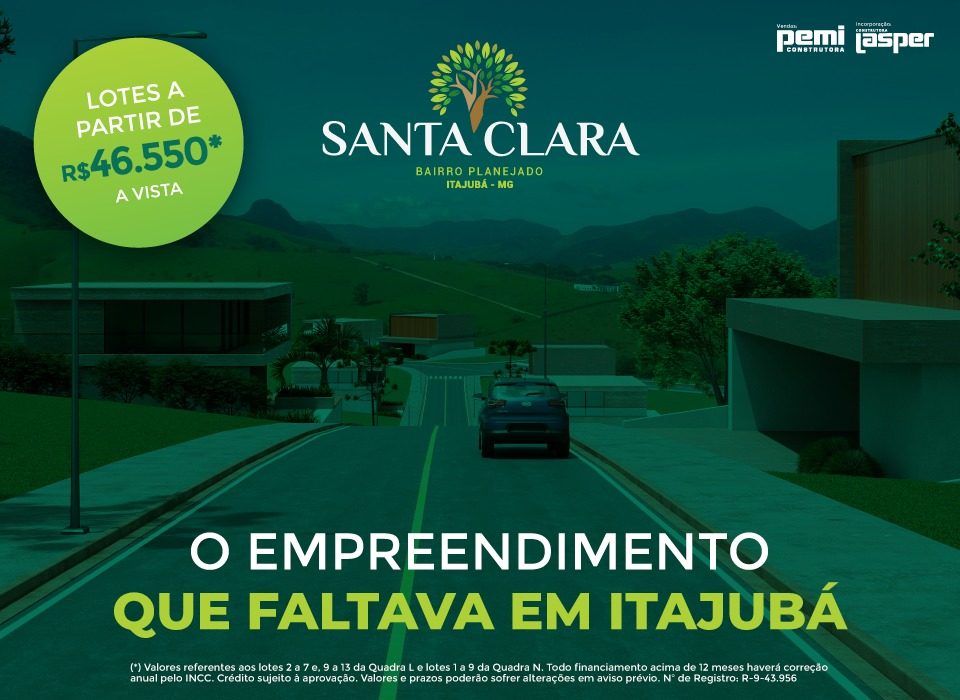 Vendas:
pemi
CONSTRUTORA
Incorporação:
CONSTRUTORA
Jasper
LOTES A
PARTIR DE
R$46.550*
A VISTA
SANTA CLARA
BAIRRO PLANEJADO
ITAJUBÁ - MG
O EMPREENDIMENTO
QUE FALTAVA EM ITAJUBÁ
(*) Valores referentes aos lotes 2 a 7 e, 9 a 13 da Quadra L e lotes 1 a 9 da Quadra N. Todo financiamento acima de 12 meses haverá correção
anual pelo INCC. Crédito sujeito à aprovação. Valores e prazos poderão sofrer alterações em aviso prévio. N° de Registro: R-9-43.956